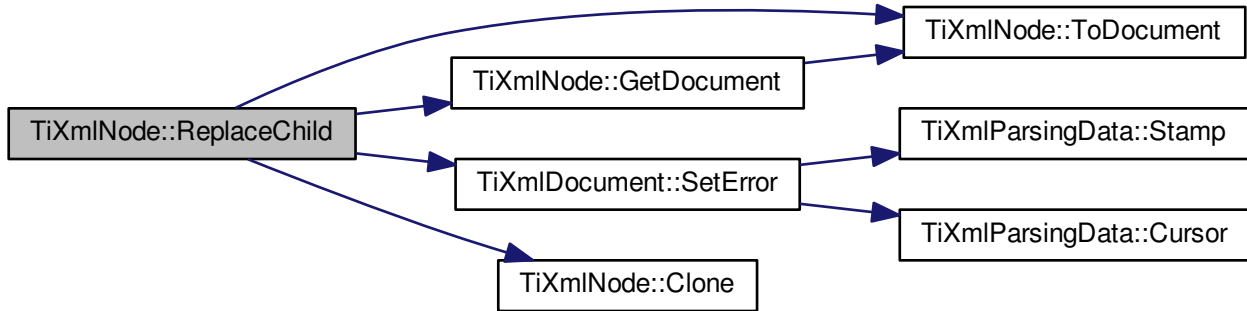 TiXmlNode::ReplaceChild
TiXmlNode::GetDocument
TiXmlDocument::SetError
TiXmlNode::Clone
TiXmlNode::ToDocument
TiXmlParsingData::Stamp
TiXmlParsingData::Cursor